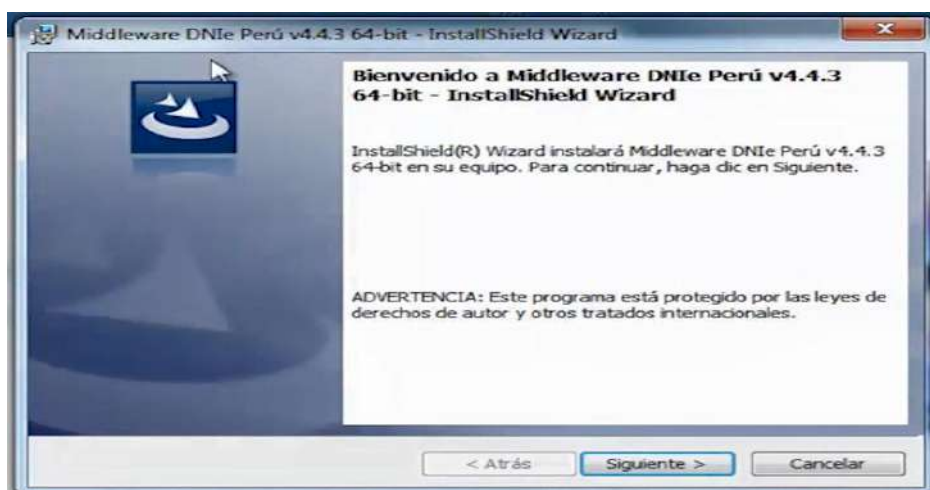 Middleware DNIe Perú v4.4.3 64-bit - InstallShield Wizard
Bienvenido a Middleware DNIe Perú v4.4.3
64-bit - InstallShield Wizard
InstallShield(R) Wizard instalará Middleware DNIe Perú v4.4.3
64-bit en su equipo. Para continuar, haga clic en Siguiente.
ADVERTENCIA: Este programa está protegido por las leyes de
derechos de autor y otros tratados internacionales.
< Atrás Siguiente > Cancelar